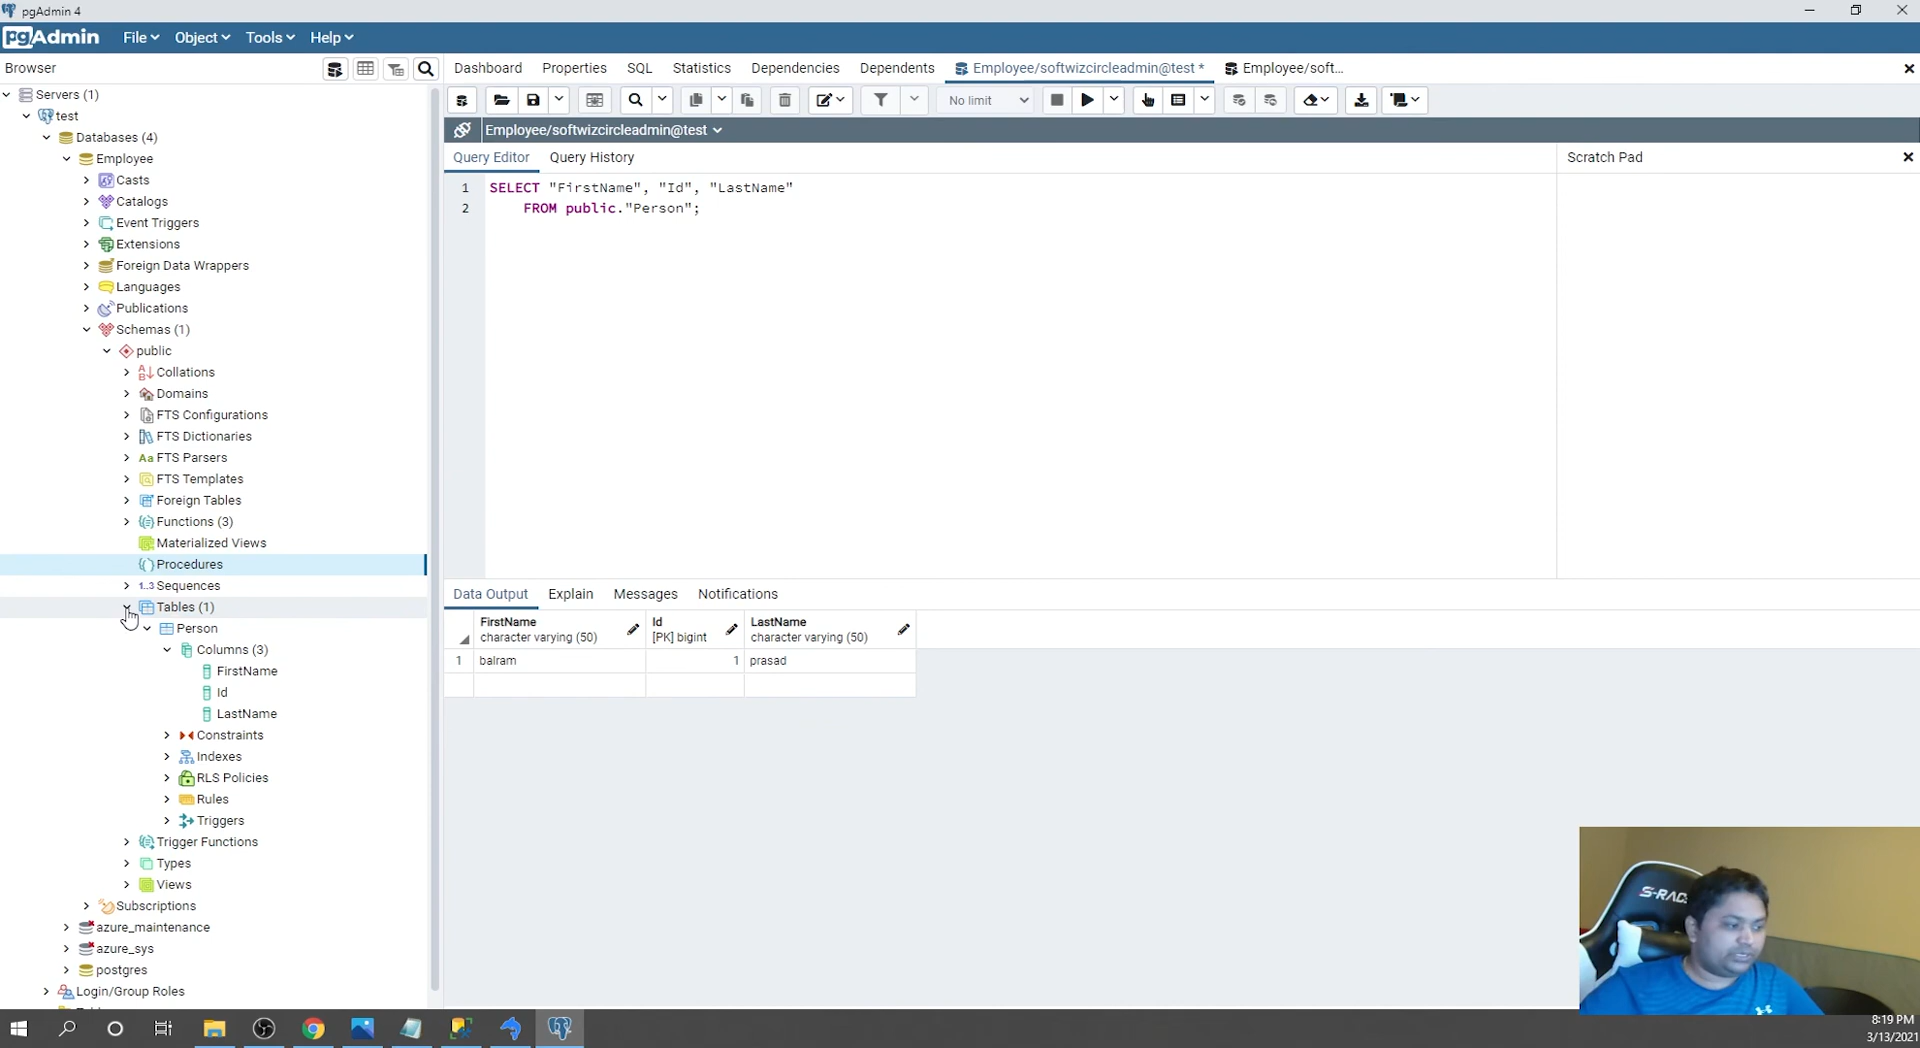 pgAdmin 4
pgAdmin File Object Tools Help
Browser
Dashboard Properties SQL Statistics Dependencies Dependents Employee/softwizcircleadmin@test * Employee/soft...
No limit
Employee/softwizcircleadmin@test
Query Editor Query History
Scratch Pad
1 SELECT "FirstName", "Id", "LastName"
2 FROM public."Person";
Servers (1)
test
Databases (4)
Employee
Casts
Catalogs
Event Triggers
Extensions
Foreign Data Wrappers
Languages
Publications
Schemas (1)
public
Collations
Domains
FTS Configurations
FTS Dictionaries
Aa FTS Parsers
FTS Templates
Foreign Tables
Functions (3)
Materialized Views
Procedures
1..3 Sequences
Tables (1)
Person
Columns (3)
FirstName
Id
LastName
Constraints
Indexes
RLS Policies
Rules
Triggers
Trigger Functions
Types
Views
Subscriptions
azure_maintenance
azure_sys
postgres
Login/Group Roles
Data Output Explain Messages Notifications
FirstName Id LastName
character varying (50) [PK] bigint character varying (50)
1 balram 1 prasad
S-RAC
8:19 PM
3/13/2021